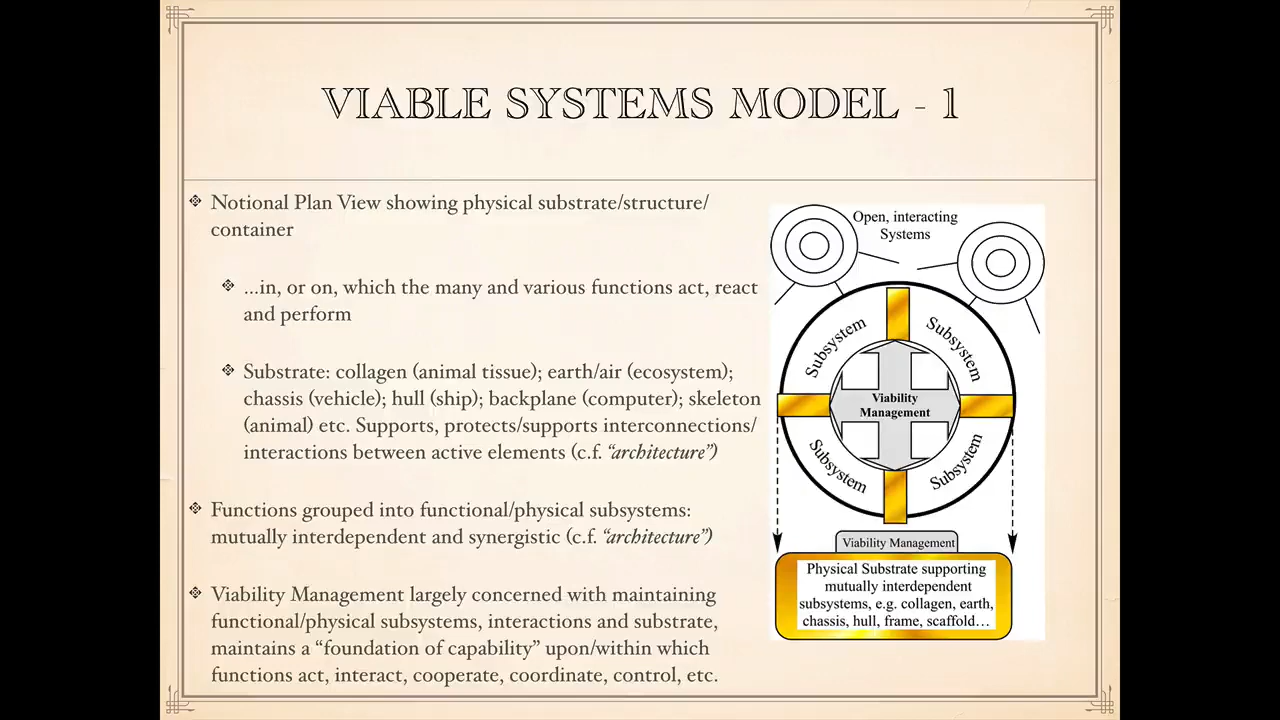 VIABLE SYSTEMS MODEL - 1
Notional Plan View showing physical substrate/structure/
container
...in, or on, which the many and various functions act, react
and perform
Substrate: collagen (animal tissue); earth/air (ecosystem);
chassis (vehicle); hull (ship); backplane (computer); skeleton
(animal) etc. Supports, protects/supports interconnections/
interactions between active elements (c.f. “architecture”)
Functions grouped into functional/physical subsystems:
mutually interdependent and synergistic (c.f. “architecture”)
Viability Management largely concerned with maintaining
functional/physical subsystems, interactions and substrate,
maintains a “foundation of capability” upon/within which
functions act, interact, cooperate, coordinate, control, etc.
Open, interacting
Systems
Subsystem
Subsystem
Viability
Management
Subsystem
Subsystem
Viability Management
Physical Substrate supporting
mutually interdependent
subsystems, e.g. collagen, earth,
chassis, hull, frame, scaffold…